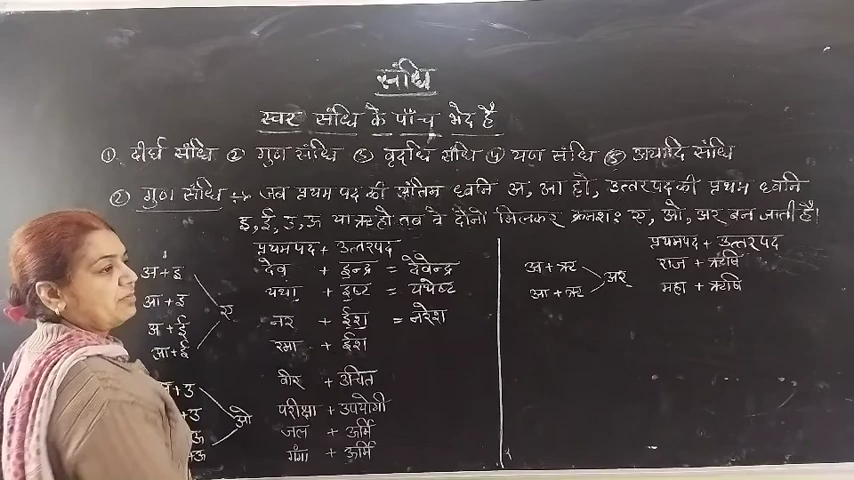 संधि
स्वर संधि के पाँच भेद है
① दीर्घ संधि ② गुण संधि ③ वृदधि संधि ④ यण संधि ⑤ अयादि संधि
② गुण संधि :- जब प्रथम पद की अंतिम ध्वनि अ, आ हो, उत्तरपद की प्रथम ध्वनि
इ, ई, उ, ऊ या ऋ हो तब वे दोनो मिलकर क्रमश: ए, ओ, अर बन जाती है।
प्रथमपद + उत्तरपद
अ + इ
आ + इ
अ + ई
आ + ई
ए
देव + इन्द्र = देवेन्द्र
यथा + इष्ट = यथेष्ट
नर + ईश = नरेश
रमा + ईश
+ उ
+ उ
ऊ
+ ऊ
ओ
वीर + उचित
परीक्षा + उपयोगी
जल + ऊर्मि
गंगा + ऊर्मि
प्रथमपद + उत्तरपद
अ + ऋ
आ + ऋ
अर
राज + ऋषि
महा + ऋषि